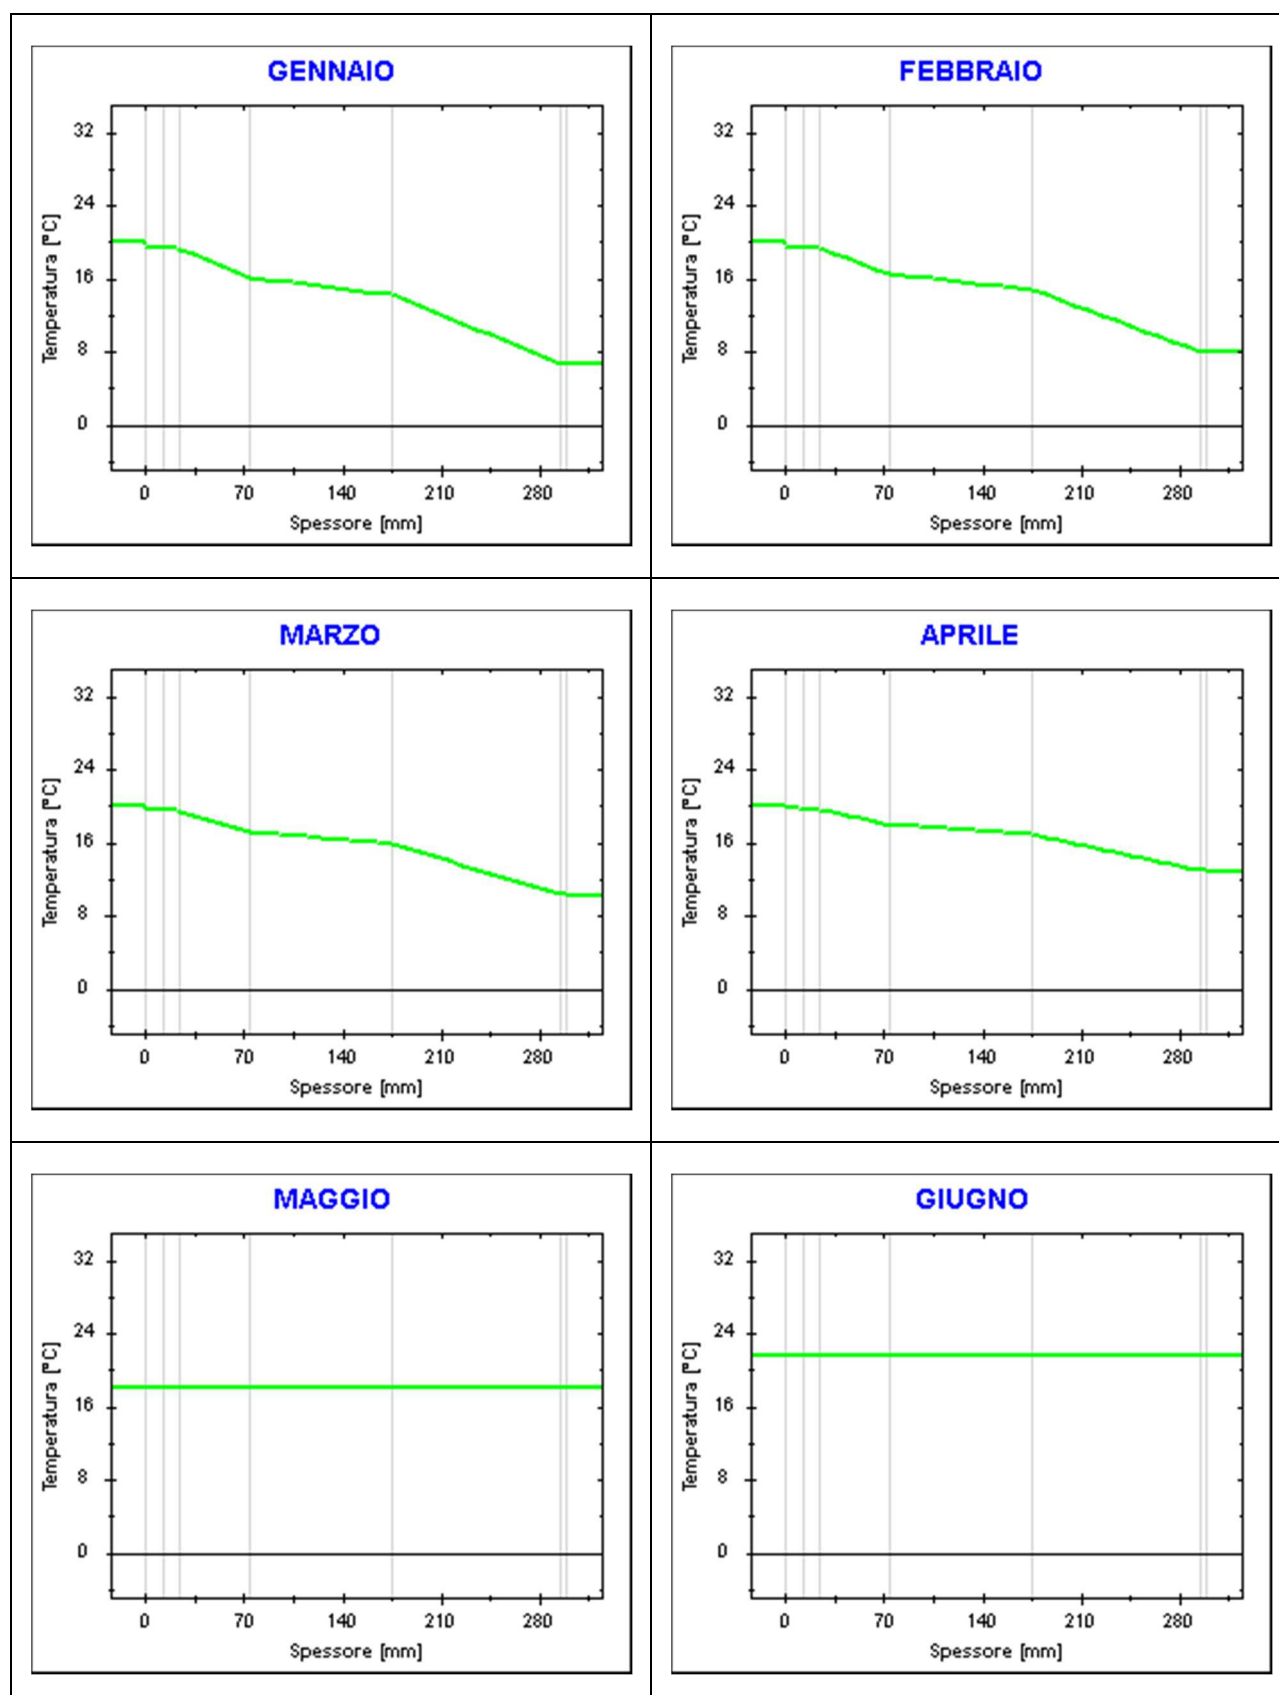 GENNAIO
32
24
16
8
0
Temperatura [°C]
0 70 140 210 280
Spessore [mm]
FEBBRAIO
32
24
16
8
0
Temperatura [°C]
0 70 140 210 280
Spessore [mm]
MARZO
32
24
16
8
0
Temperatura [°C]
0 70 140 210 280
Spessore [mm]
APRILE
32
24
16
8
0
Temperatura [°C]
0 70 140 210 280
Spessore [mm]
MAGGIO
32
24
16
8
0
Temperatura [°C]
0 70 140 210 280
Spessore [mm]
GIUGNO
32
24
16
8
0
Temperatura [°C]
0 70 140 210 280
Spessore [mm]